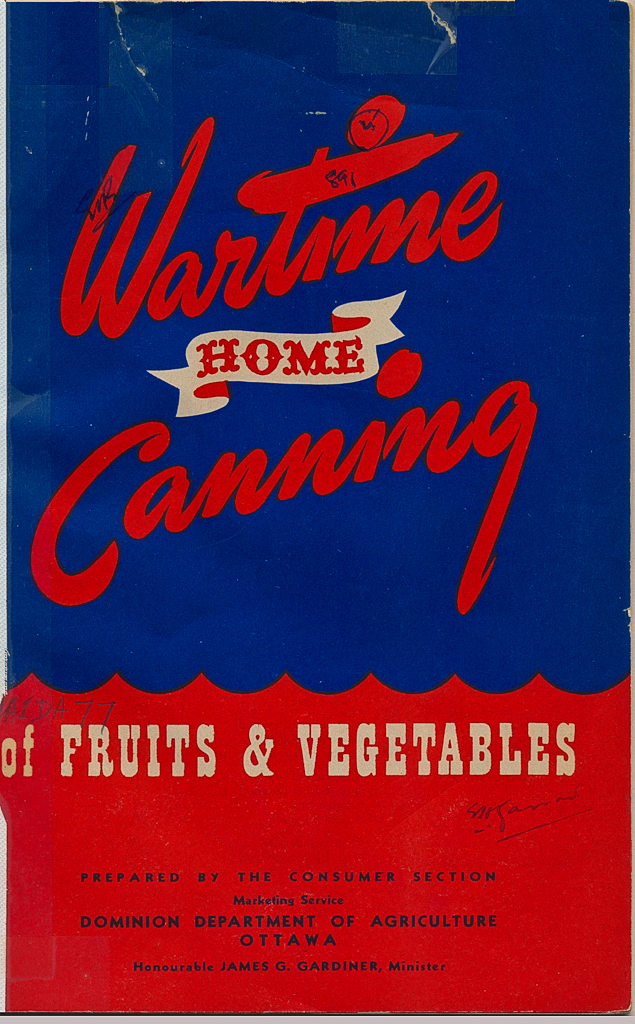 Wartime
891
HOME
Canning
of FRUITS & VEGETABLES
PREPARED BY THE CONSUMER SECTION
Marketing Service
DOMINION DEPARTMENT OF AGRICULTURE
OTTAWA
Honourable JAMES G. GARDINER, Minister